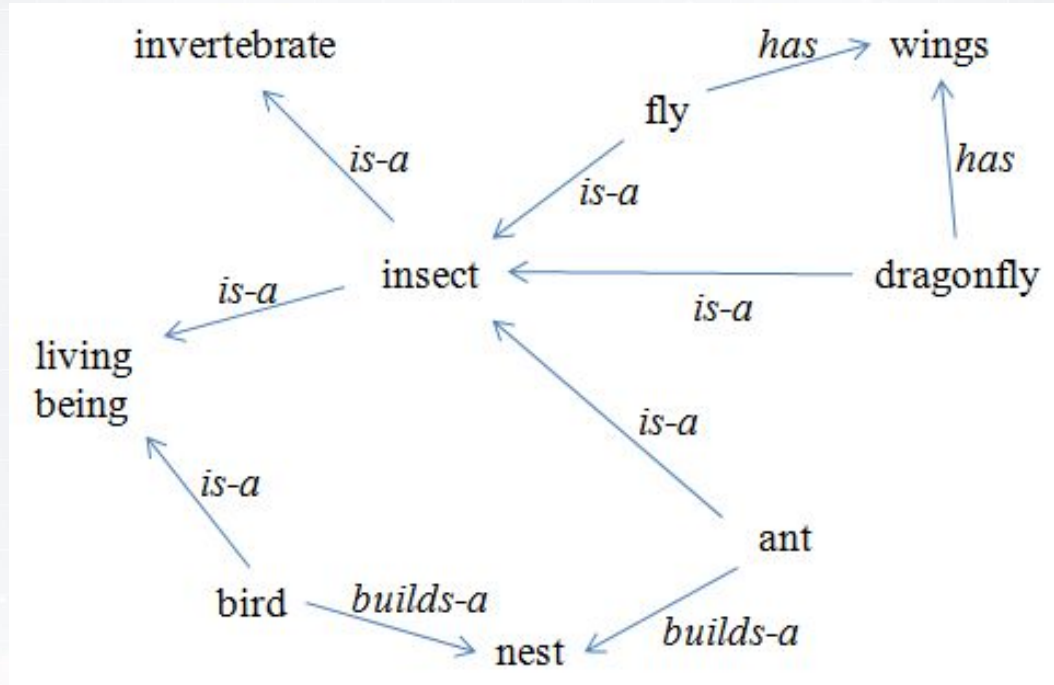 invertebrate
has
wings
fly
is-a
has
is-a
insect
dragonfly
is-a
is-a
living
being
is-a
is-a
ant
bird
builds-a
builds-a
nest